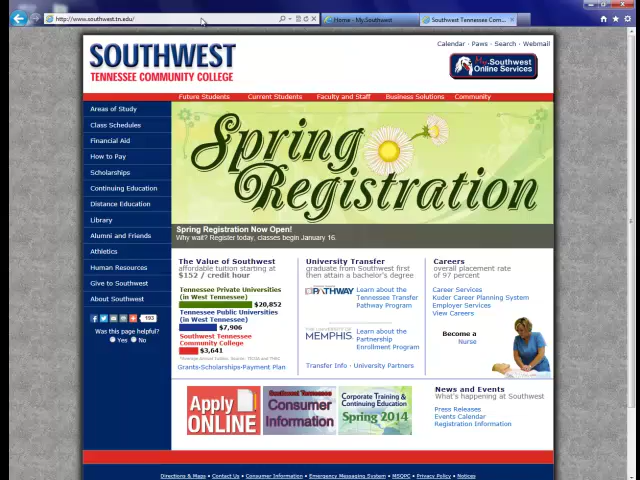 http://www.southwest.tn.edu/
Home - My.Southwest
Southwest Tennessee Com...
SOUTHWEST
TENNESSEE COMMUNITY COLLEGE
Calendar · Paws · Search · Webmail
My.Southwest
Online Services
Future Students
Current Students
Faculty and Staff
Business Solutions
Community
Areas of Study
Class Schedules
Financial Aid
How to Pay
Scholarships
Continuing Education
Distance Education
Library
Alumni and Friends
Athletics
Human Resources
Give to Southwest
About Southwest
193
Was this page helpful?
Yes
No
Spring
Registration
Spring Registration Now Open!
Why wait? Register today, classes begin January 16.
The Value of Southwest
affordable tuition starting at
$152 / credit hour
Tennessee Private Universities
(in West Tennessee)
$20,852
Tennessee Public Universities
(in West Tennessee)
$7,906
Southwest Tennessee
Community College
$3,641
Grants-Scholarships-Payment Plan
University Transfer
graduate from Southwest first
then attain a bachelor's degree
PATHWAY
Learn about the
Tennessee Transfer
Pathway Program
THE UNIVERSITY OF
MEMPHIS
Learn about the
Partnership
Enrollment Program
Transfer Info · University Partners
Careers
overall placement rate
of 97 percent
Career Services
Kuder Career Planning System
Employer Services
View Careers
Become a
Nurse
Apply
ONLINE
Southwest Tennessee
Consumer
Information
Corporate Training &
Continuing Education
Spring 2014
News and Events
What's happening at Southwest
Press Releases
Events Calendar
Registration Information
Directions & Maps • Contact Us • Consumer Information • Emergency Messaging System • MSOPC • Privacy Policy • Notices